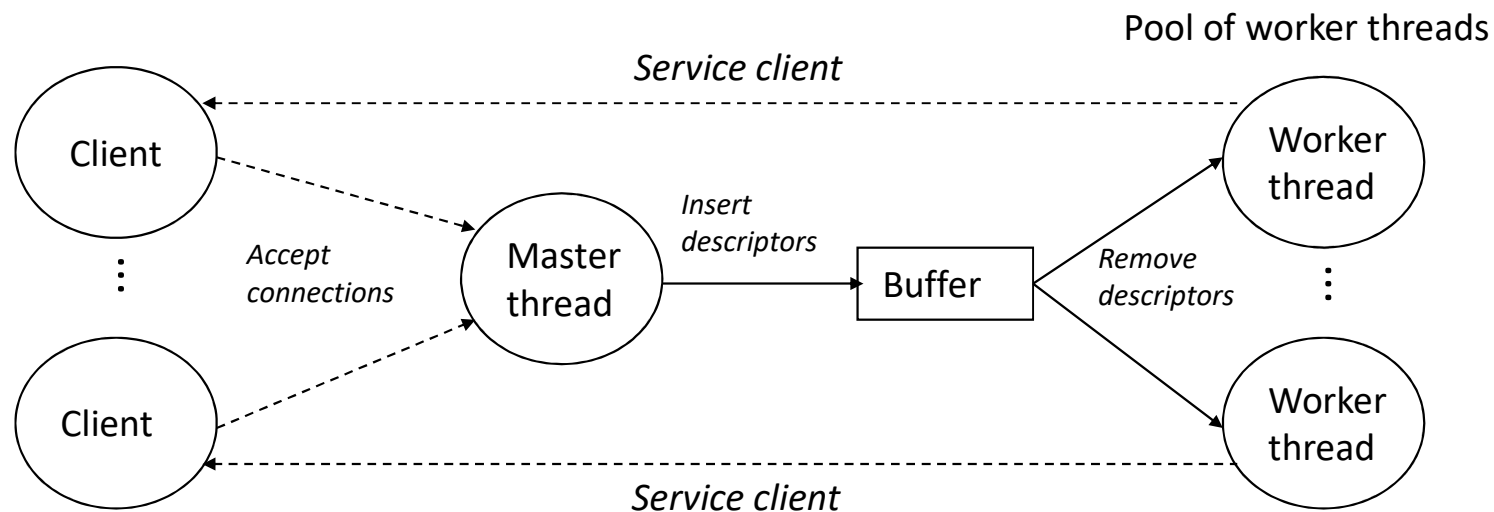 Pool of worker threads
Service client
Client
Worker
thread
Insert
descriptors
Accept
connections
Master
thread
Buffer
Remove
descriptors
...
...
Client
Worker
thread
Service client